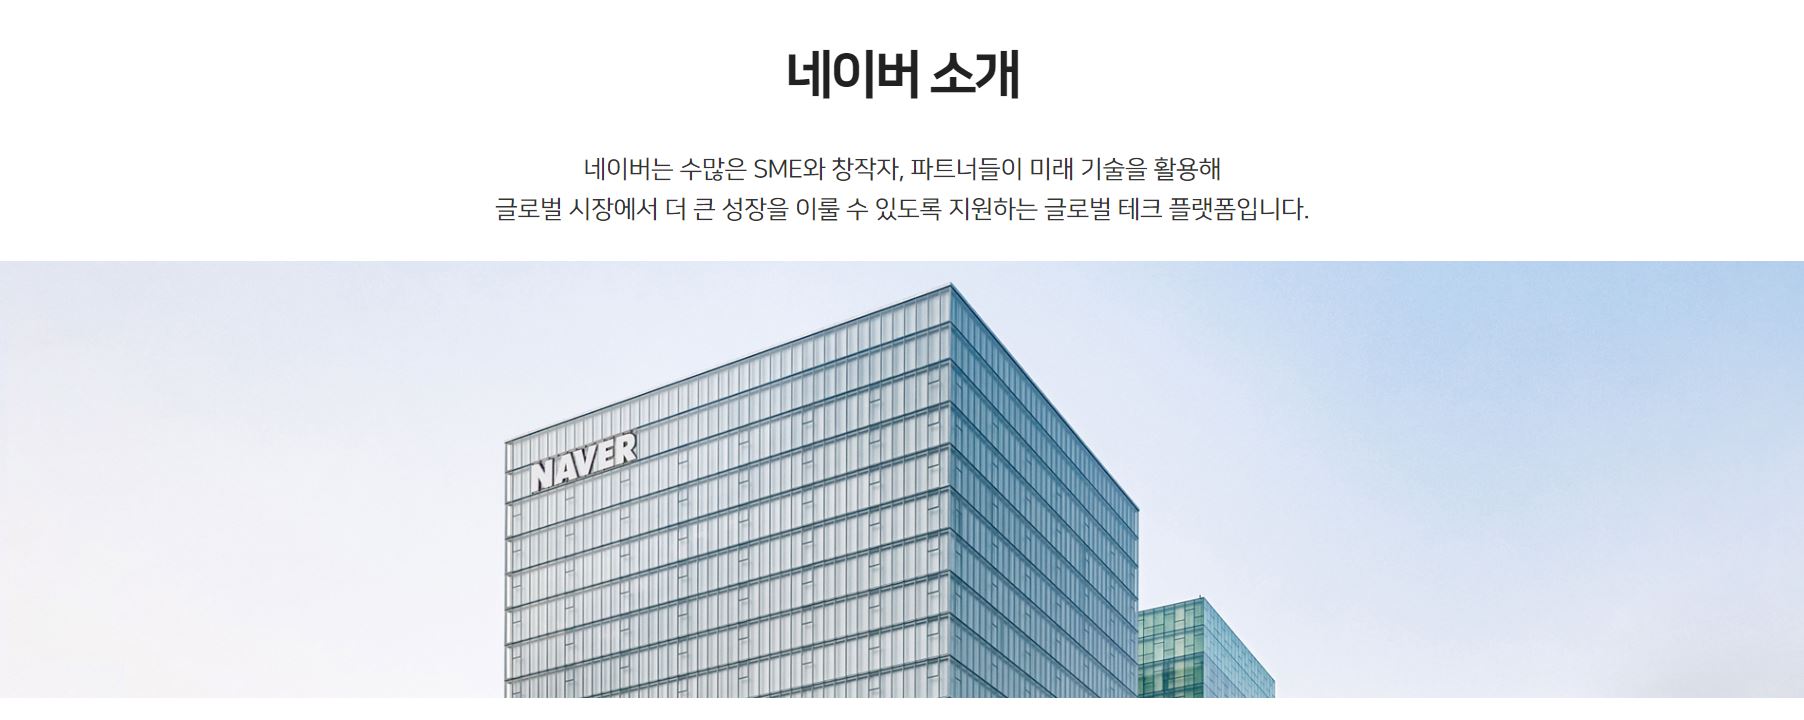 네이버 소개
네이버는 수많은 SME와 창작자, 파트너들이 미래 기술을 활용해
글로벌 시장에서 더 큰 성장을 이룰 수 있도록 지원하는 글로벌 테크 플랫폼입니다.
NAVER